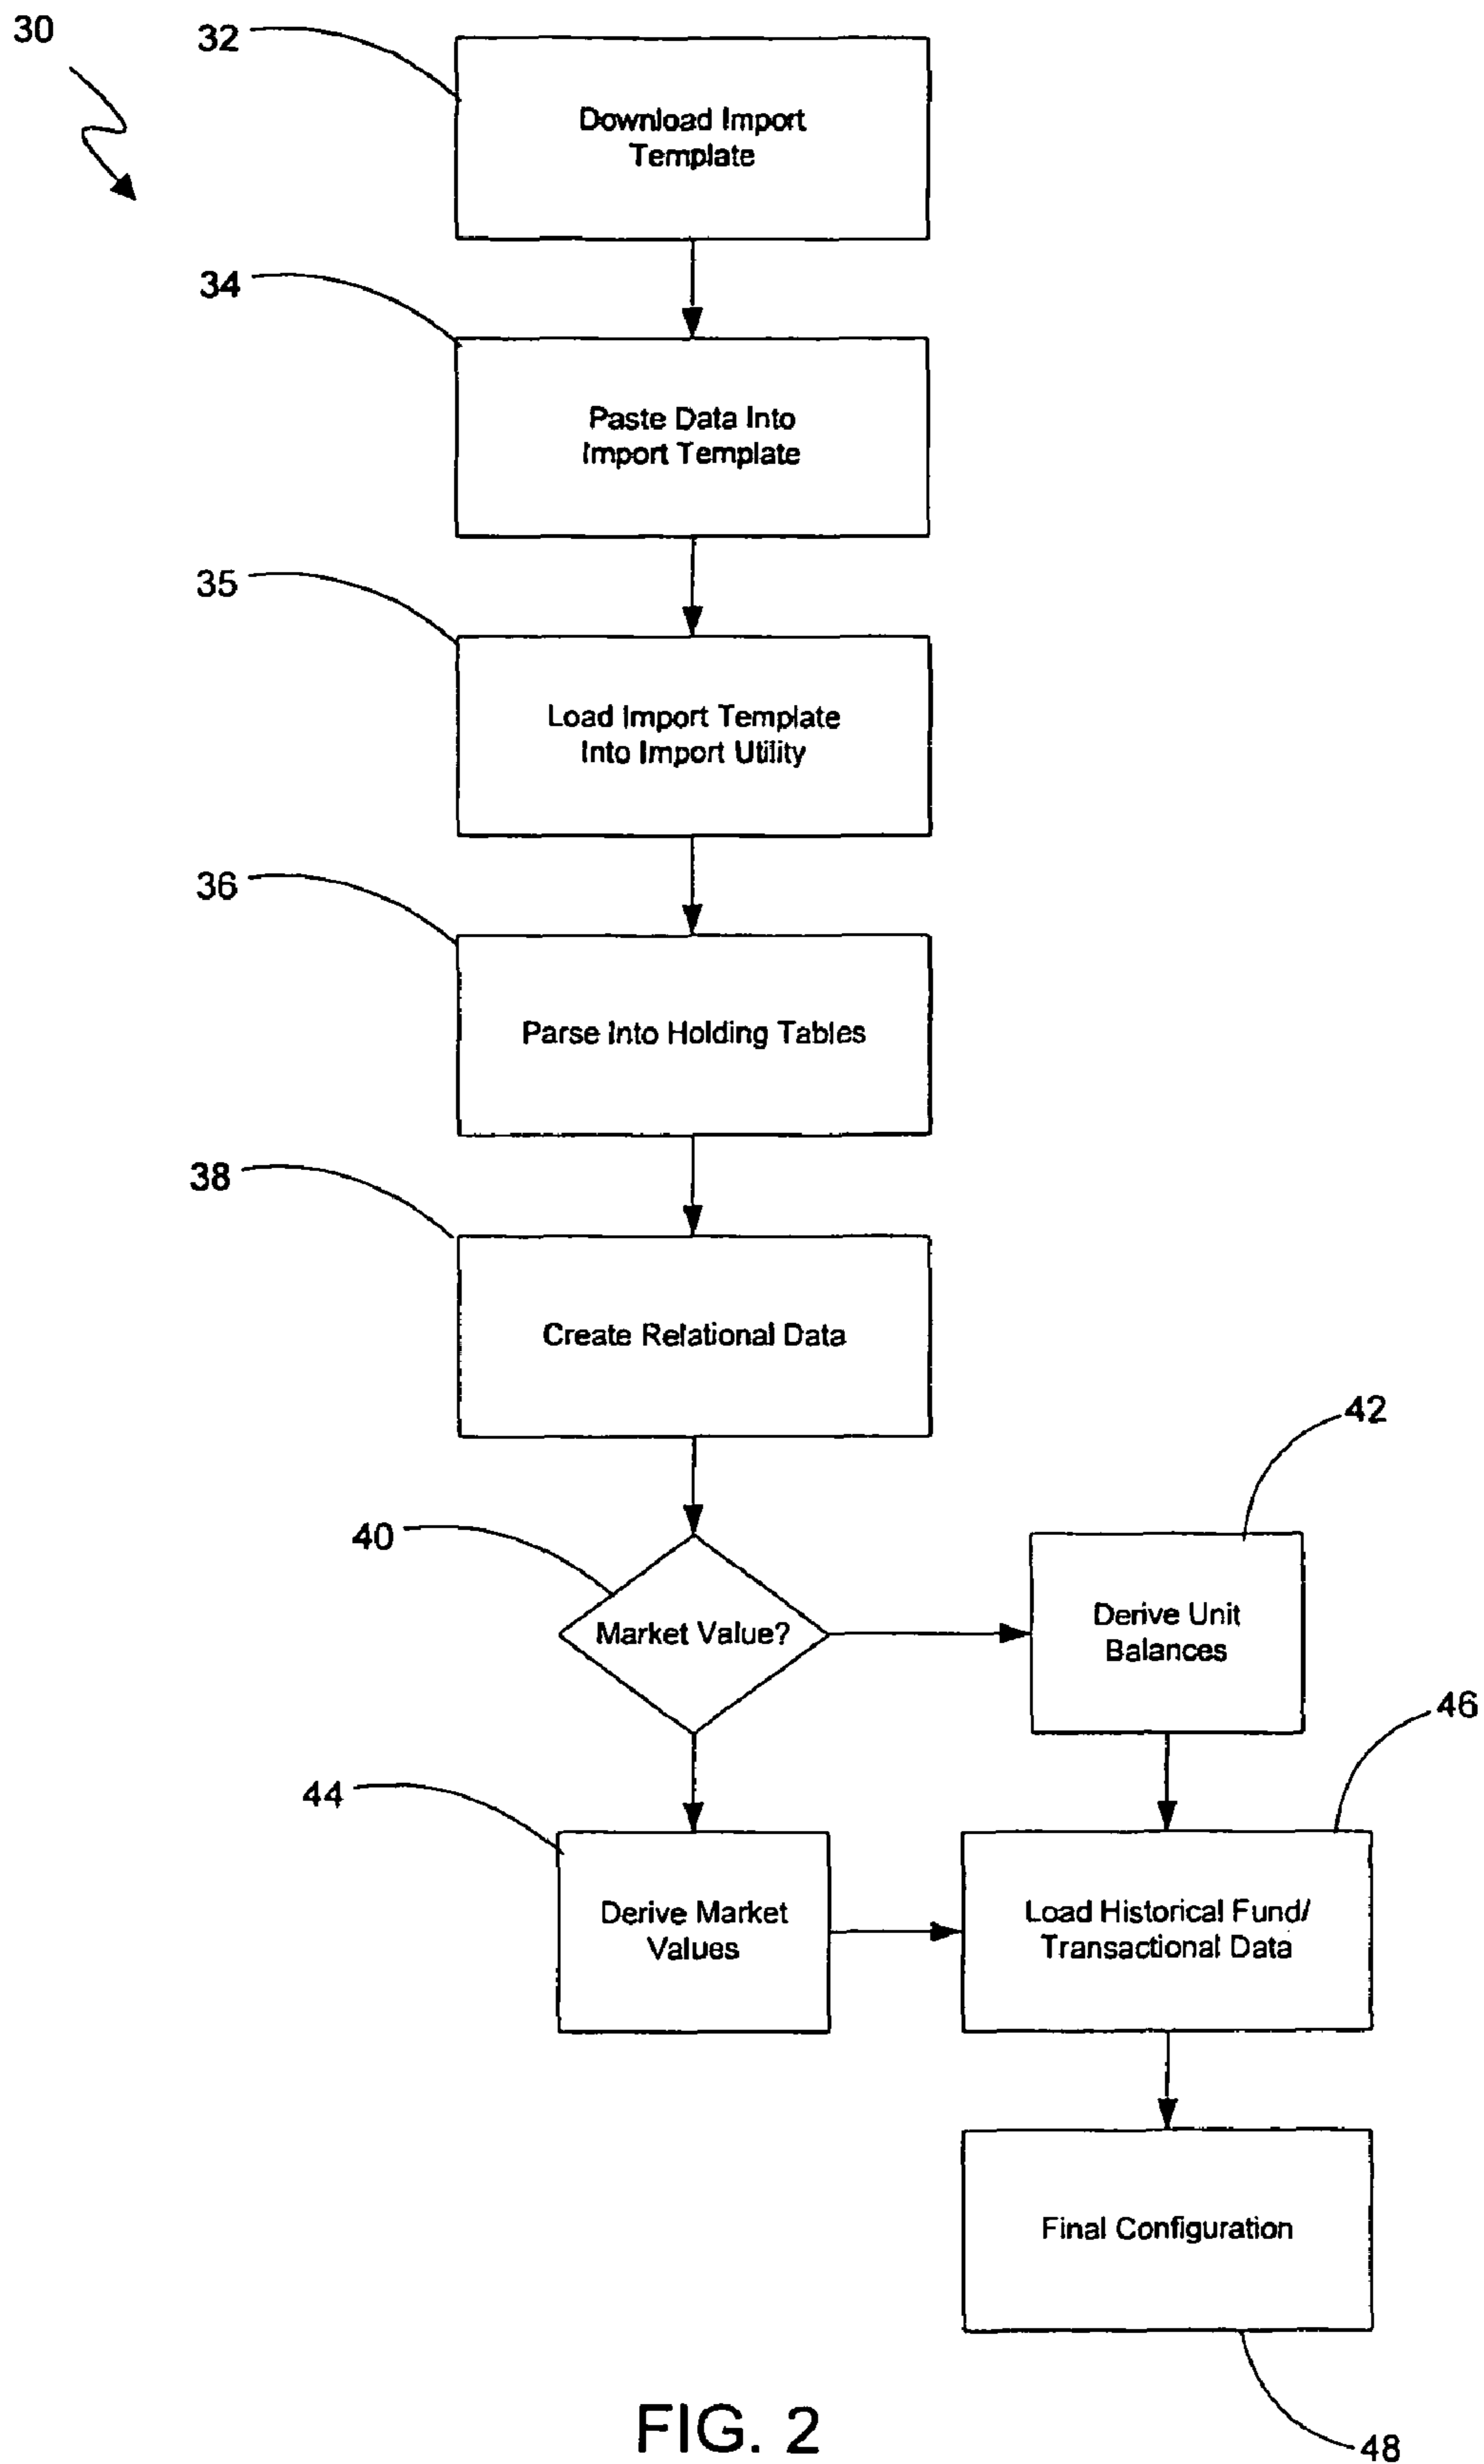 30
32
Download Import
Template
34
Paste Data Into
Import Template
35
Load Import Template
Into Import Utility
36
Parse Into Holding Tables
38
Create Relational Data
40
Market Value?
42
Derive Unit
Balances
44
Derive Market
Values
46
Load Historical Fund/
Transactional Data
Final Configuration
48
FIG. 2